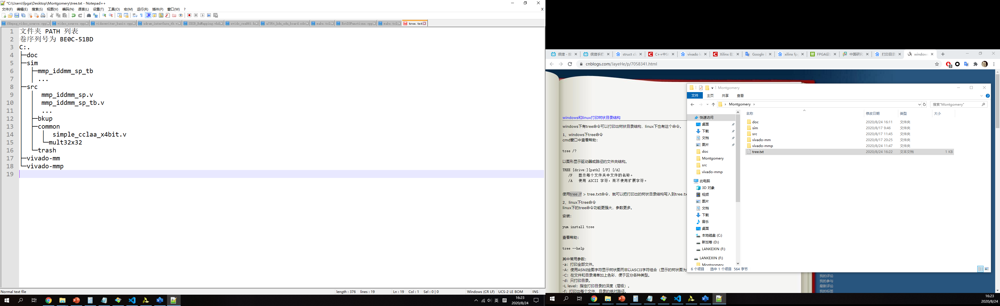 *C:\Users\fpga\Desktop\Montgomery\tree.txt - Notepad++
文件(F) 编辑(E) 搜索(S) 视图(V) 编码(N) 语言(L) 设置(T) 工具(O) 宏(M) 运行(R) 插件(P) 窗口(W) ? X
ffmpeg_video_source.cpp video_source.cpp videowriter_basic.cpp sdram_interface_tb.v SDIB_ReMapping.vhd xvidc_cea861.h a735t_hdu_edu_board.xdc make.tcl ExtIOFunctions.cpp make.tcl tree.txt
1 文件夹 PATH 列表
2 卷序列号为 BE0C-51BD
3 C:.
4 ├─doc
5 ├─sim
6 │  ├─mmp_iddmm_sp_tb
7 │  │ ...
8 ├─src
9 │  │  mmp_iddmm_sp.v
10 │  │  mmp_iddmm_sp_tb.v
11 │  │  ...
12 │  ├─bkup
13 │  ├─common
14 │  │  │  simple_cclaa_x4bit.v
15 │  │  └─mult32x32
16 │  └─trash
17 ├─vivado-mm
18 └─vivado-mmp
19
Normal text file length : 376 lines : 19 Ln : 19 Col : 1 Sel : 0 | 0 Windows (CR LF) UCS-2 LE BOM INS
英
16:23
2020/8/24
侯捷 - 搜 侯捷手把 struct cla C++中St vivado l Xilinx 在 Google xilinx fpg FPGA设 中国研究 打印目录 windows
cnblogs.com/JayeHe/p/7058341.html
windows和linux打印树状目录结构
windows下有tree命令可以打印出树状目录结构，linux下也有这个命令。
1、windows下tree命令
cmd窗口中查看帮助：
tree /?
以图形显示驱动器或路径的文件夹结构。
TREE [drive:][path] [/F] [/A]
/F 显示每个文件夹中文件的名称。
/A 使用 ASCII 字符，而不使用扩展字符。
使用tree /f > tree.txt命令，就可以把打印出的树状目录结构写入到tree.tx
2、linux下tree命令
linux下的tree命令功能更强大，参数更多。
安装：
yum install tree
查看帮助：
tree --help
其中常用参数：
-a：打印全部文件。
-A：使用ASNI绘图字符显示树状图而非以ASCII字符组合（显示的树状图为
-C：在文件和目录清单加上色彩，便于区分各种类型。
-d：只打印目录。
-L level：指定打印目录的深度（层级）。
-f：打印出每个文件、目录的绝对路径。
Montgomery
文件 主页 共享 查看
Montgomery
搜索"Montgomery"
快速访问
桌面
下载
文档
图片
doc
Montgomery
src
vivado-mmp
此电脑
3D 对象
视频
图片
文档
下载
音乐
桌面
本地磁盘 (C:)
新加卷 (D:)
LANKEXIN (F:)
LANKEXIN (F:)
Montgomery
名称 修改日期 类型 大小
doc 2020/8/24 16:11 文件夹
sim 2020/8/17 9:46 文件夹
src 2020/8/17 11:45 文件夹
vivado-mm 2020/8/17 20:25 文件夹
vivado-mmp 2020/8/24 11:47 文件夹
tree.txt 2020/8/24 16:22 文本文档 1 KB
6 个项目 选中 1 个项目 564 字节
我的评论
我的参与
最新评论
我的标签
16:23
2020/8/24